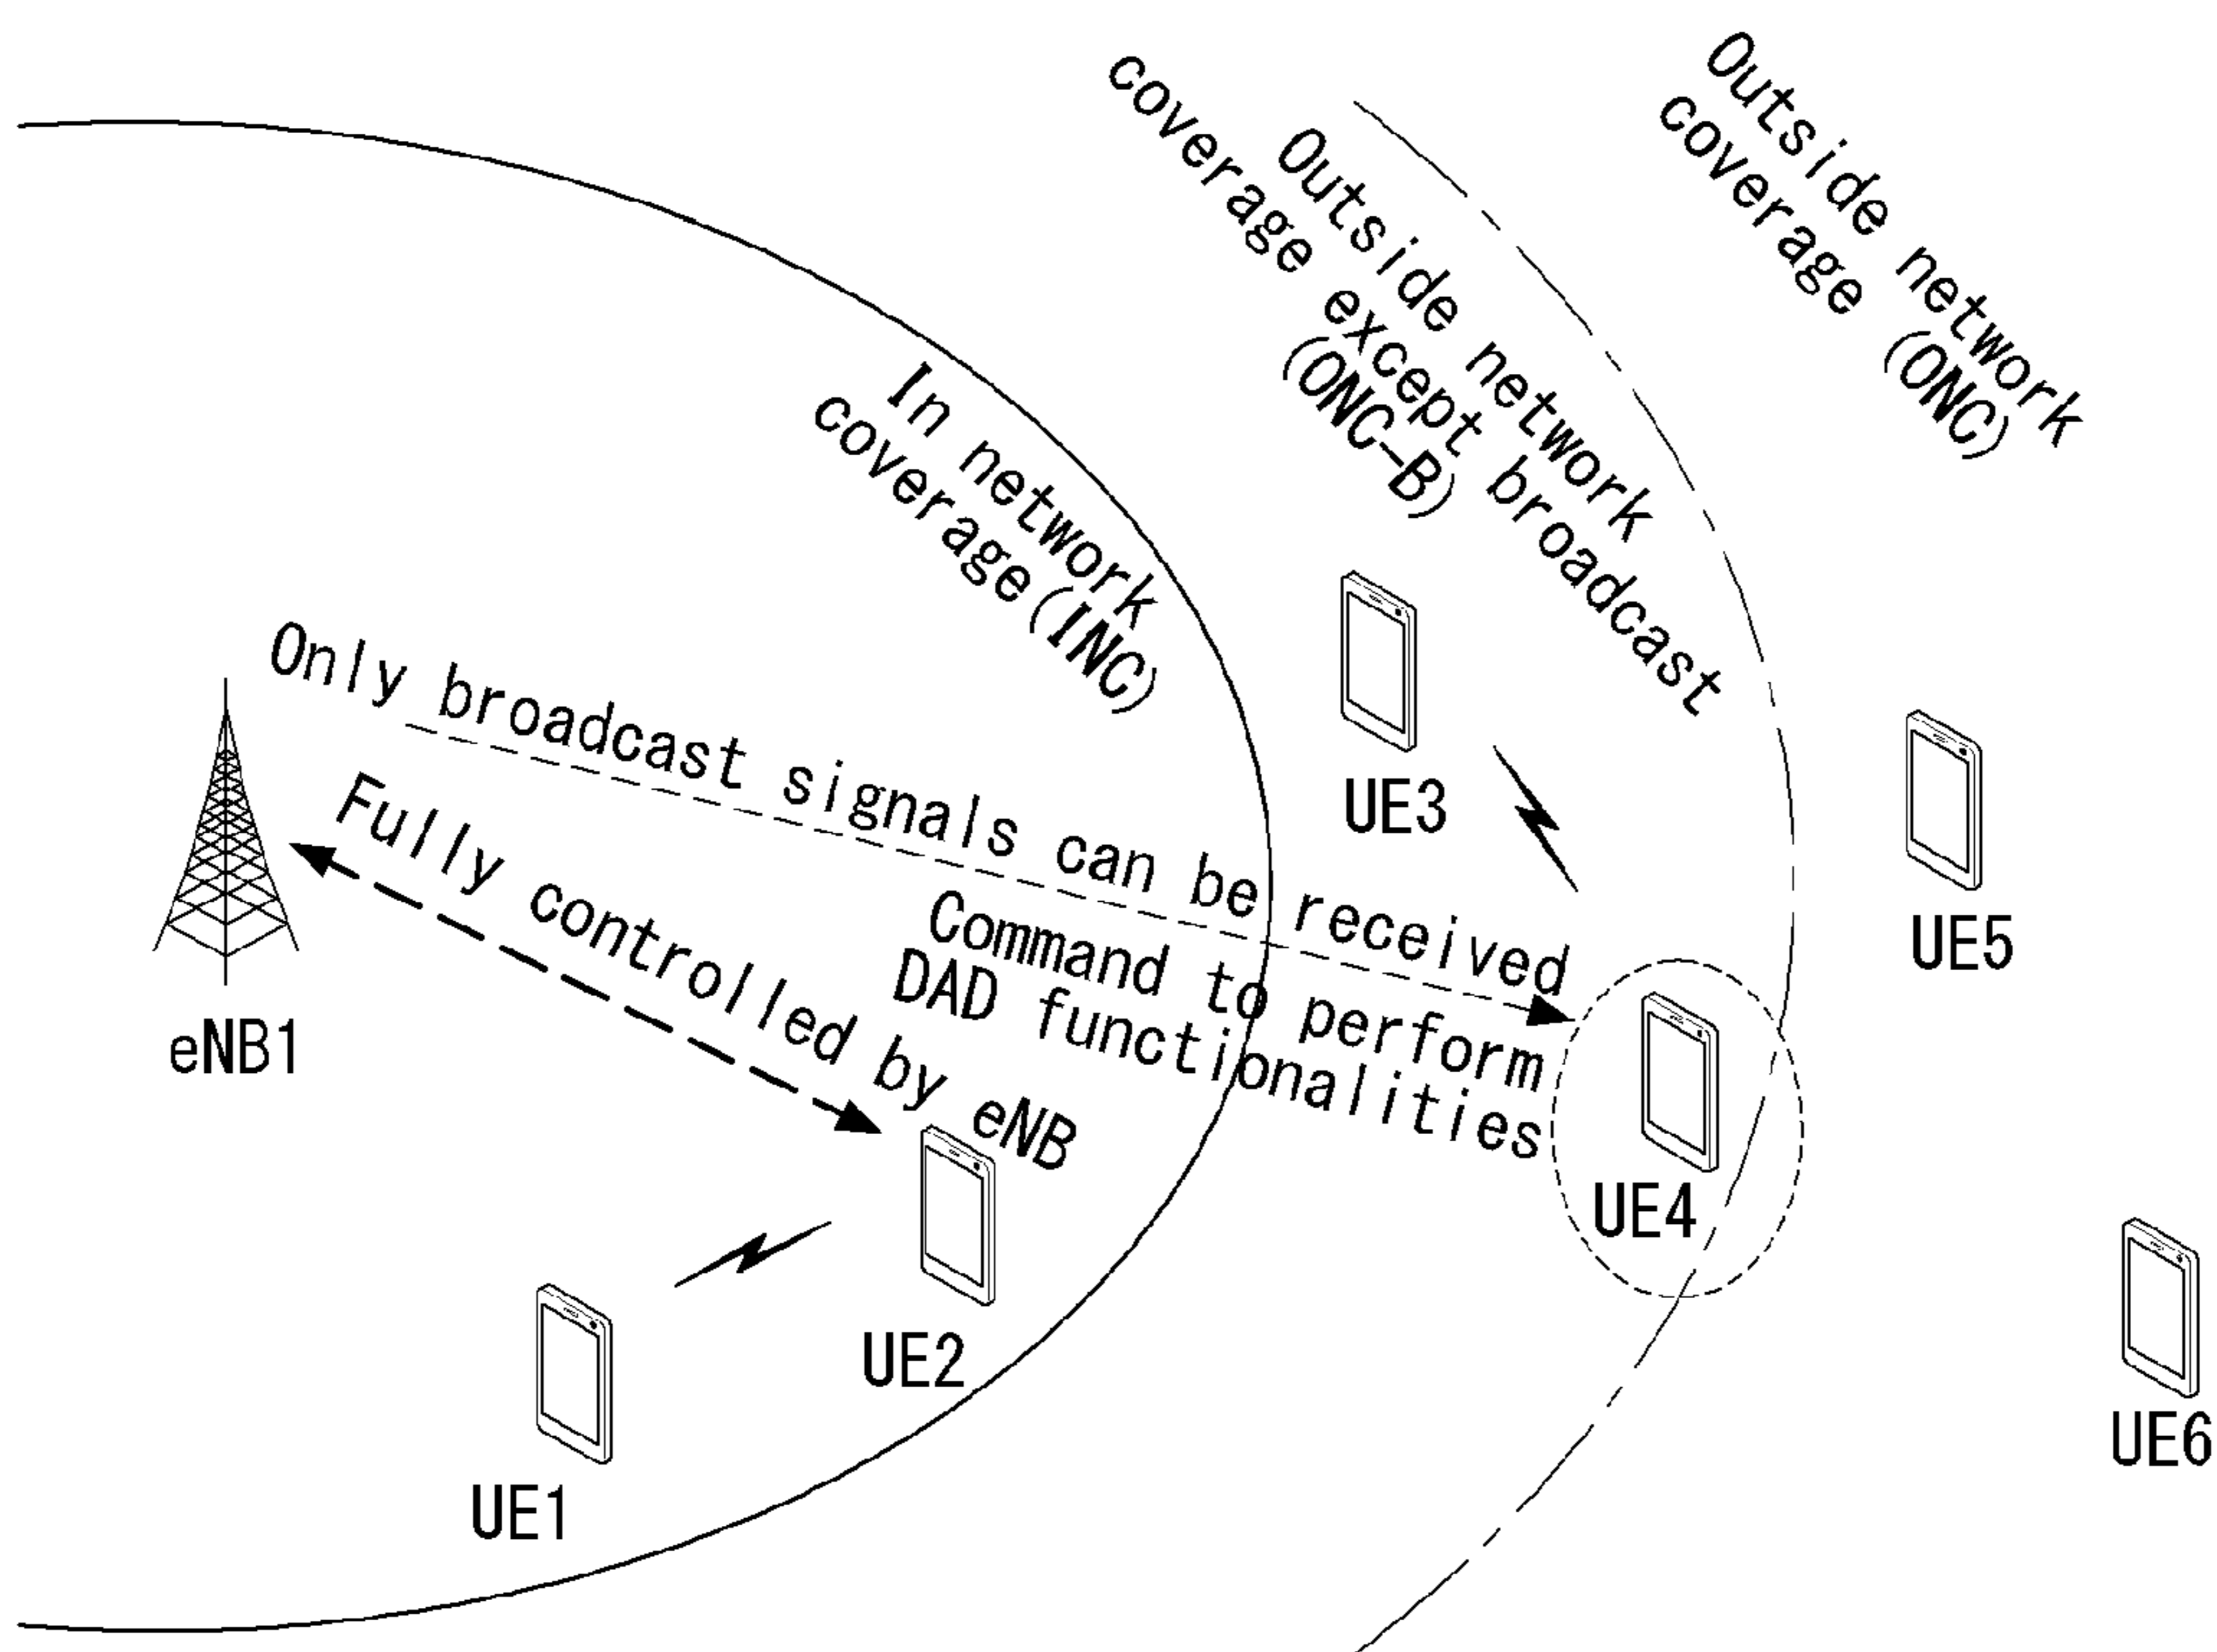 Outside network
coverage (ONC)
Outside network
coverage except broadcast
(ONC-B)
In network
coverage(INC)
Only broadcast signals can be received
Fully controlled by eNB
Command to perform
DAD functionalities
eNB1
UE3
UE5
UE4
UE2
UE1
UE6